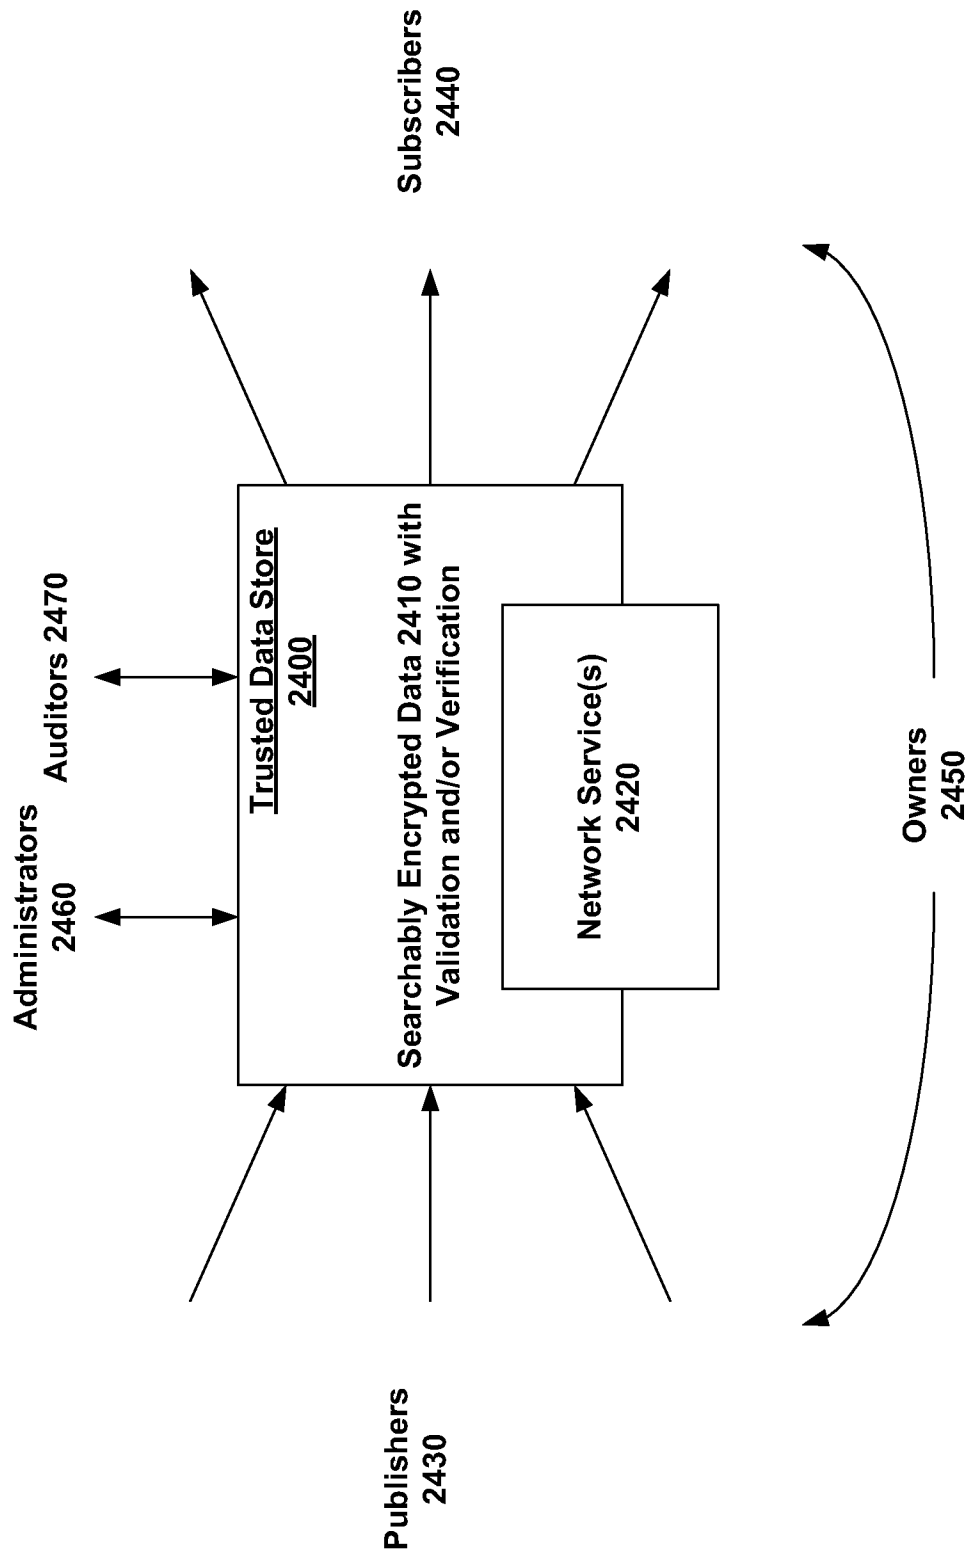 Administrators
2460
Auditors 2470
Trusted Data Store
2400
Searchably Encrypted Data 2410 with
Validation and/or Verification
Network Service(s)
2420
Publishers
2430
Subscribers
2440
Owners
2450